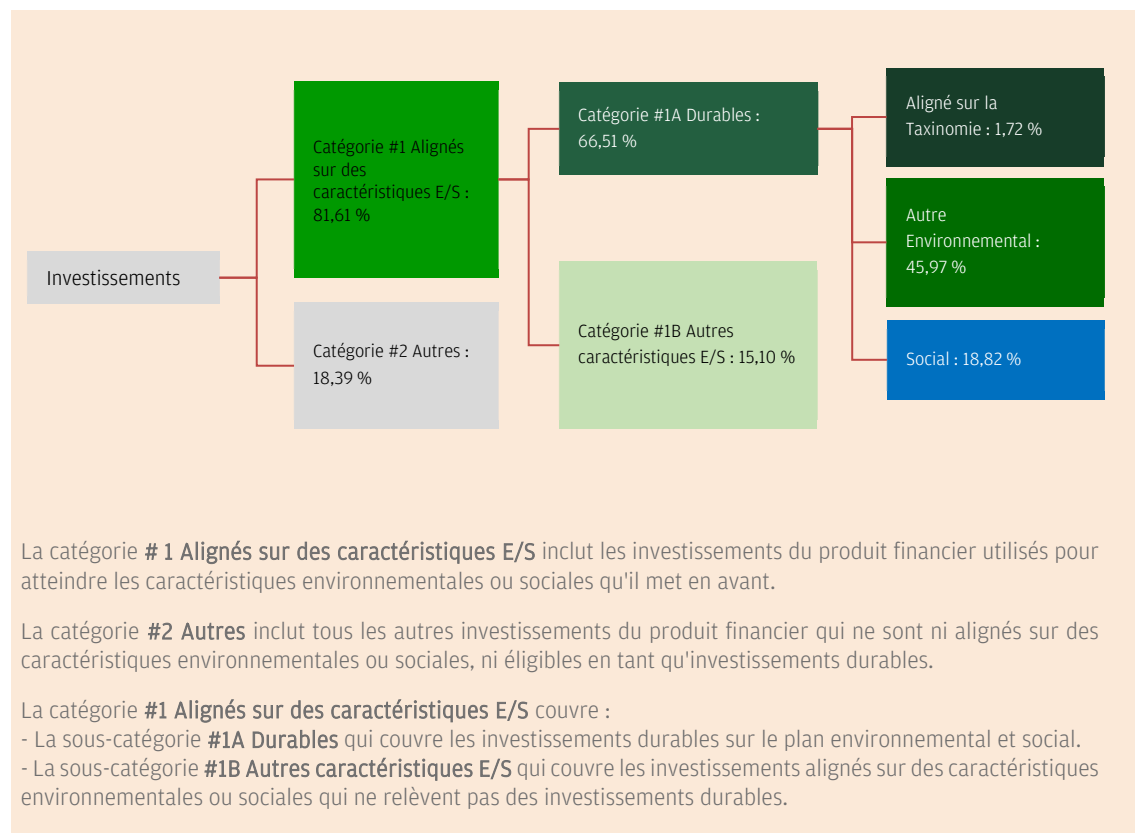 Investissements
Catégorie #1 Alignés
sur des
caractéristiques E/S :
81,61 %
Catégorie #2 Autres :
18,39 %
Catégorie #1A Durables :
66,51 %
Catégorie #1B Autres
caractéristiques E/S : 15,10 %
Aligné sur la
Taxinomie : 1,72 %
Autre
Environnemental :
45,97 %
Social : 18,82 %
La catégorie # 1 Alignés sur des caractéristiques E/S inclut les investissements du produit financier utilisés pour
atteindre les caractéristiques environnementales ou sociales qu'il met en avant.
La catégorie #2 Autres inclut tous les autres investissements du produit financier qui ne sont ni alignés sur des
caractéristiques environnementales ou sociales, ni éligibles en tant qu'investissements durables.
La catégorie #1 Alignés sur des caractéristiques E/S couvre :
- La sous-catégorie #1A Durables qui couvre les investissements durables sur le plan environnemental et social.
- La sous-catégorie #1B Autres caractéristiques E/S qui couvre les investissements alignés sur des caractéristiques
environnementales ou sociales qui ne relèvent pas des investissements durables.